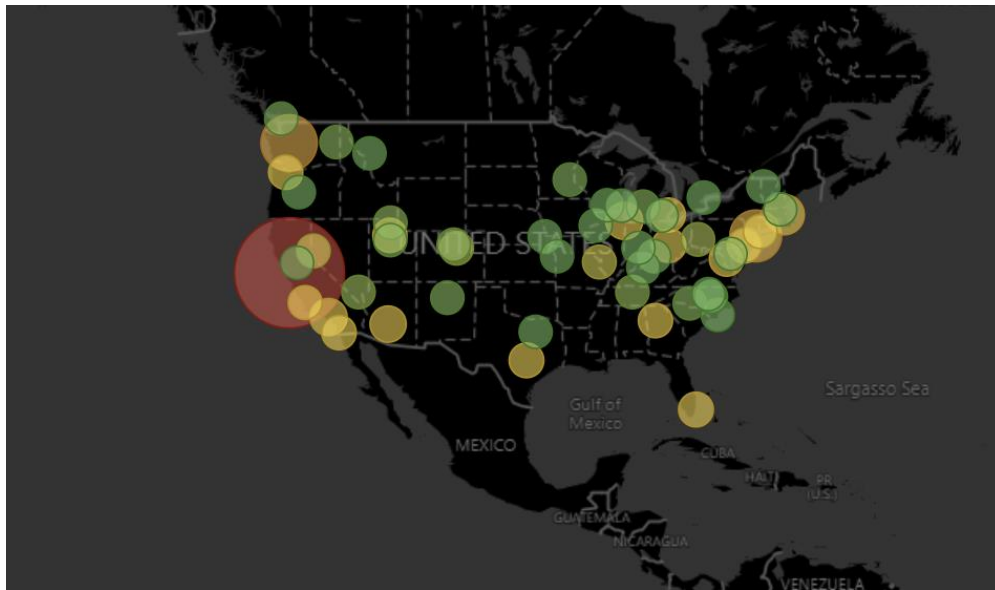 UNITED STATES
Sargasso Sea
Gulf of
Mexico
MEXICO
CUBA
HAITI
PR
(U.S.)
GUATEMALA
NICARAGUA
VENEZUELA